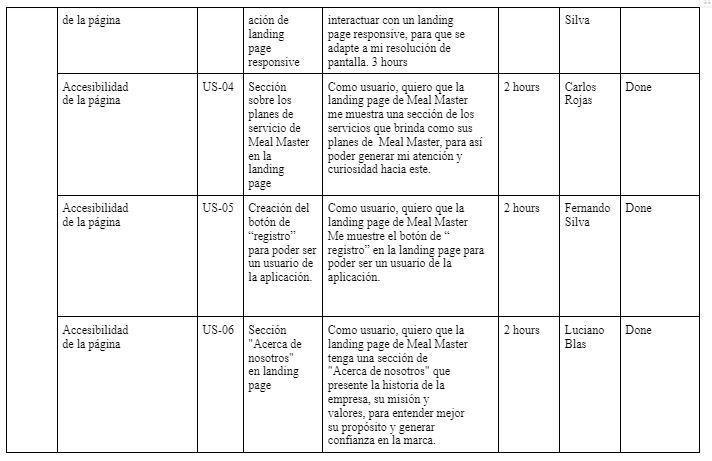 de la página
ación de
landing
page
responsive
interactuar con un landing
page responsive, para que se
adapte a mi resolución de
pantalla. 3 hours
Silva
Accesibilidad
de la página
US-04
Sección
sobre los
planes de
servicio de
Meal Master
en la
landing
page
Como usuario, quiero que la
landing page de Meal Master
me muestra una sección de los
servicios que brinda como sus
planes de Meal Master, para así
poder generar mi atención y
curiosidad hacia este.
2 hours
Carlos
Rojas
Done
Accesibilidad
de la página
US-05
Creación del
botón de
“registro”
para poder ser
un usuario de
la aplicación.
Como usuario, quiero que la
landing page de Meal Master
Me muestre el botón de “
registro” en la landing page para
poder ser un usuario de la
aplicación.
2 hours
Fernando
Silva
Done
Accesibilidad
de la página
US-06
Sección
"Acerca de
nosotros"
en landing
page
Como usuario, quiero que la
landing page de Meal Master
tenga una sección de
"Acerca de nosotros" que
presente la historia de la
empresa, su misión y
valores, para entender mejor
su propósito y generar
confianza en la marca.
2 hours
Luciano
Blas
Done